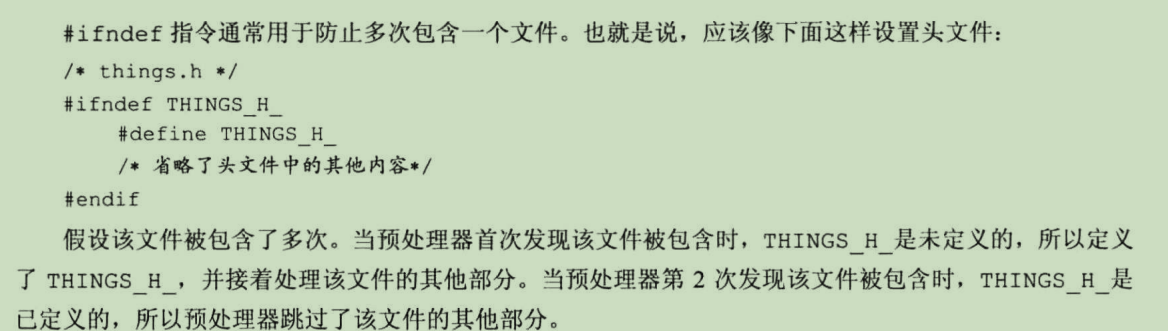 #ifndef 指令通常用于防止多次包含一个文件。也就是说，应该像下面这样设置头文件：
/* things.h */
#ifndef THINGS_H_
#define THINGS_H_
/* 省略了头文件中的其他内容*/
#endif
假设该文件被包含了多次。当预处理器首次发现该文件被包含时，THINGS_H_是未定义的，所以定义
了 THINGS_H_，并接着处理该文件的其他部分。当预处理器第 2 次发现该文件被包含时，THINGS_H_是
已定义的，所以预处理器跳过了该文件的其他部分。